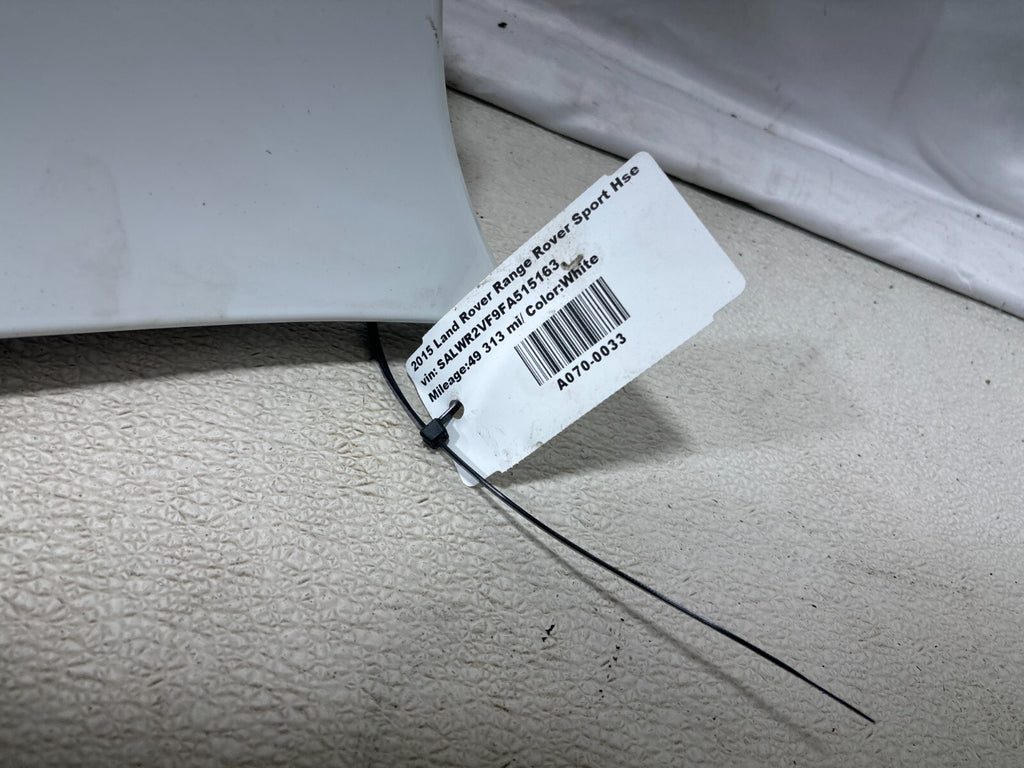 2015 Land Rover Range Rover Sport Hse
vin: SALWR2VF9FA515163
Mileage:49 313 mi/ Color:White
A070-0033